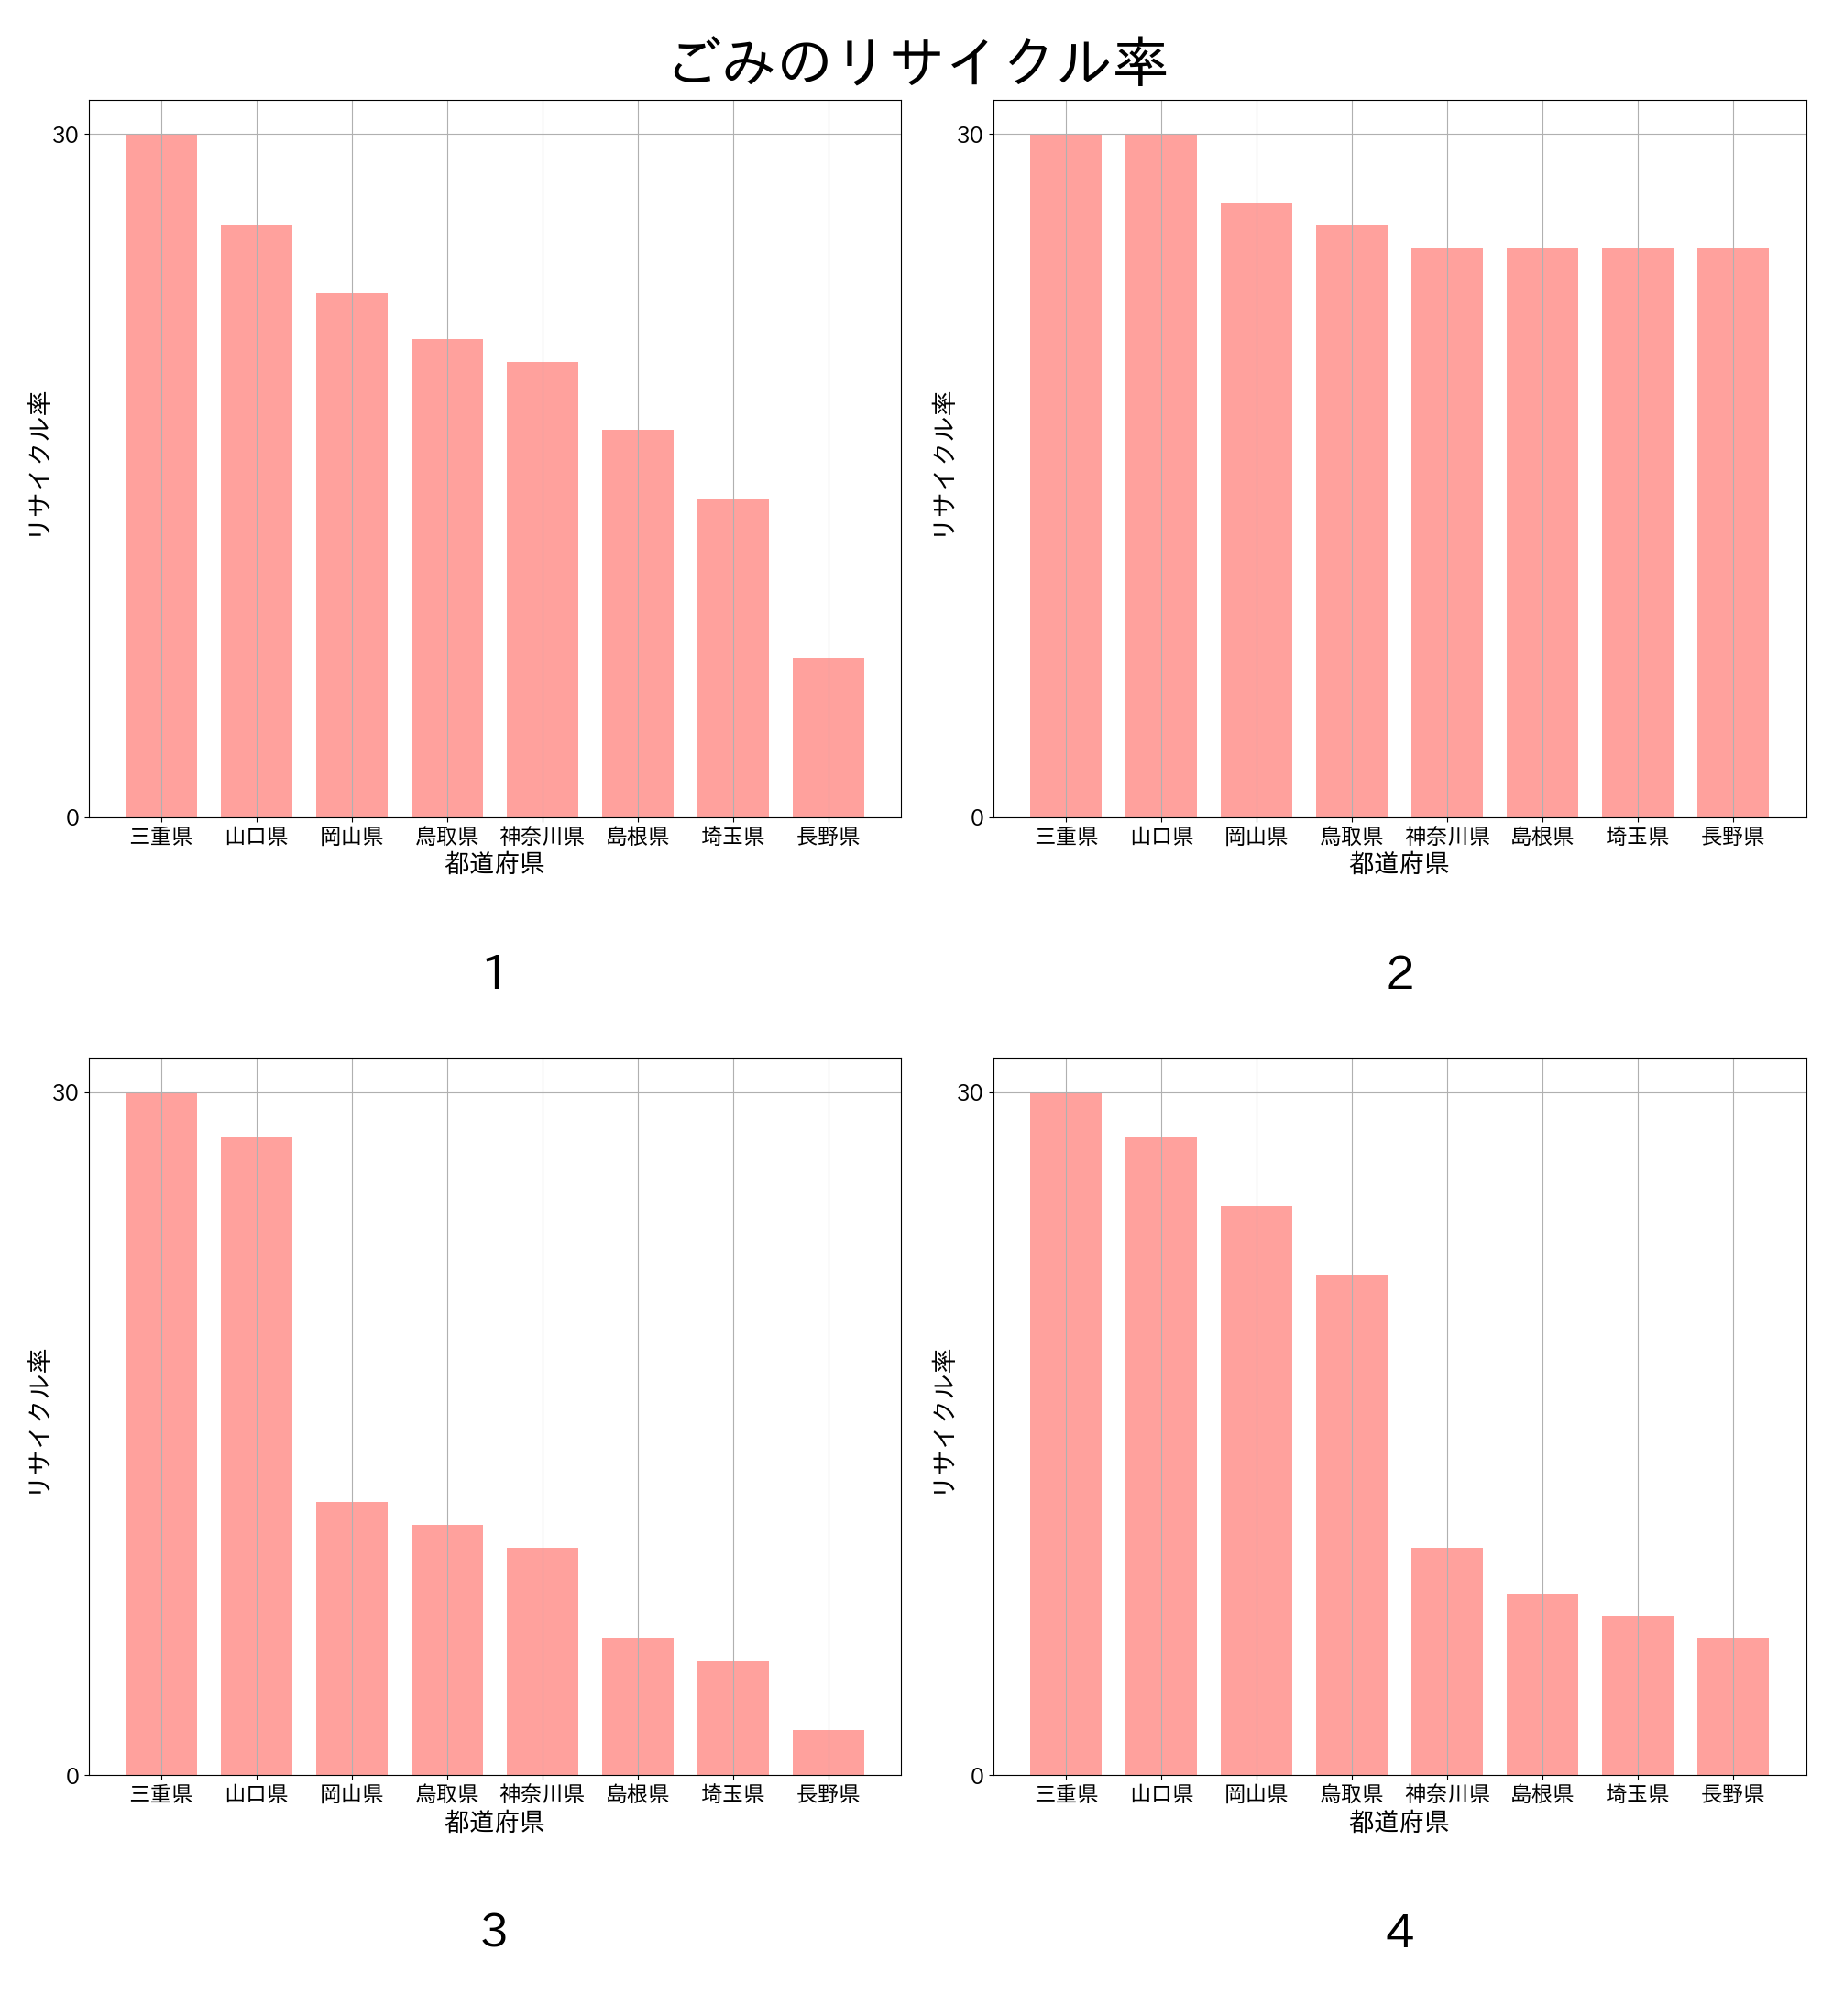 ごみのリサイクル率
30
0
リサイクル率
三重県 山口県 岡山県 鳥取県 神奈川県 島根県 埼玉県 長野県
都道府県
1
30
0
リサイクル率
三重県 山口県 岡山県 鳥取県 神奈川県 島根県 埼玉県 長野県
都道府県
2
30
0
リサイクル率
三重県 山口県 岡山県 鳥取県 神奈川県 島根県 埼玉県 長野県
都道府県
3
30
0
リサイクル率
三重県 山口県 岡山県 鳥取県 神奈川県 島根県 埼玉県 長野県
都道府県
4